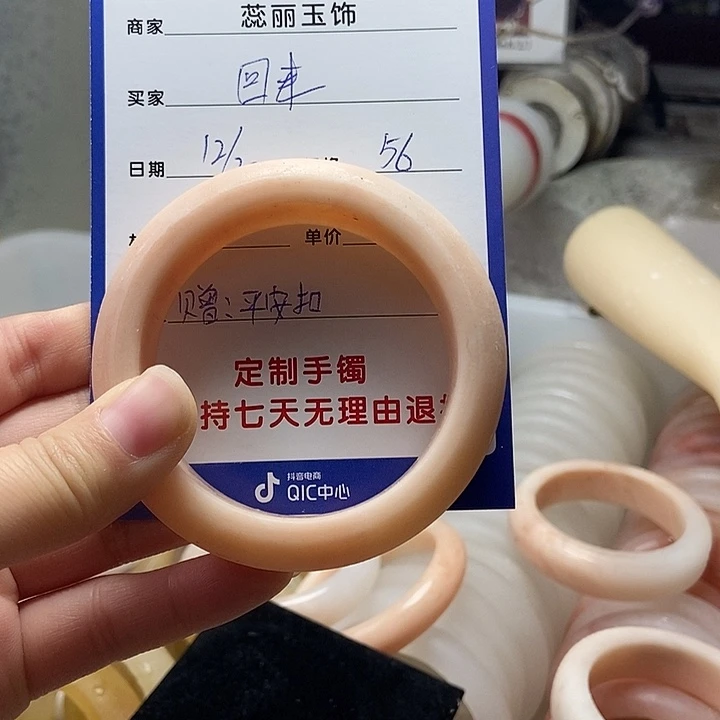 商家 蕊丽玉饰
买家 回来
日期 12/2 56
单价
赠：平安扣
定制手镯
持七天无理由退
抖音电商
QIC中心